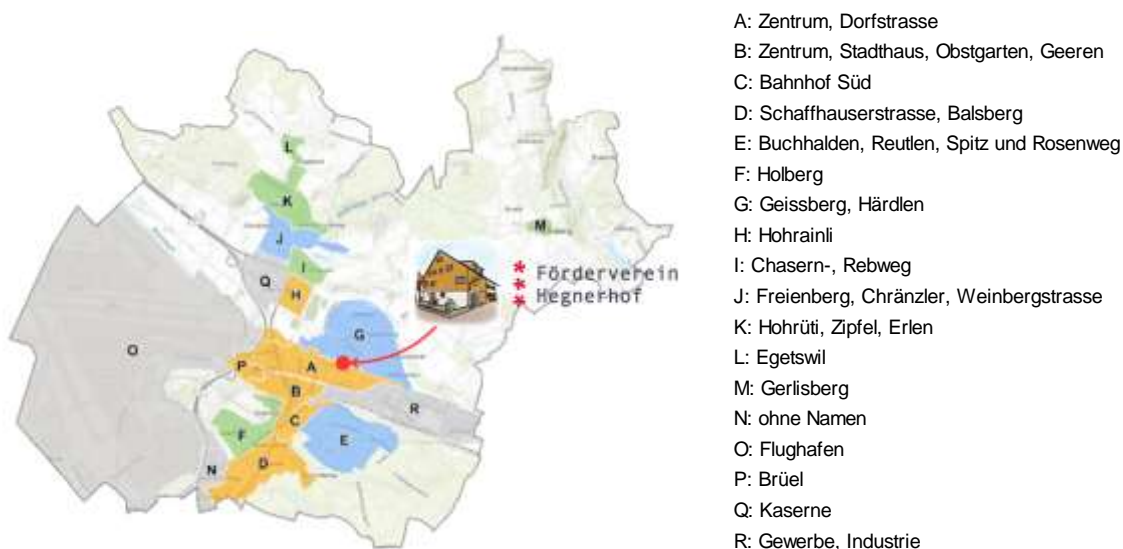 L
K
M
J
I
Q
H
Förderverein
Hegnerhof
G
O
P
A
B
R
C
F
E
D
N
A: Zentrum, Dorfstrasse
B: Zentrum, Stadthaus, Obstgarten, Geeren
C: Bahnhof Süd
D: Schaffhauserstrasse, Balsberg
E: Buchhalden, Reutlen, Spitz und Rosenweg
F: Holberg
G: Geissberg, Härdlen
H: Hohrainli
I: Chasern-, Rebweg
J: Freienberg, Chränzler, Weinbergstrasse
K: Hohrüti, Zipfel, Erlen
L: Egetswil
M: Gerlisberg
N: ohne Namen
O: Flughafen
P: Brüel
Q: Kaserne
R: Gewerbe, Industrie